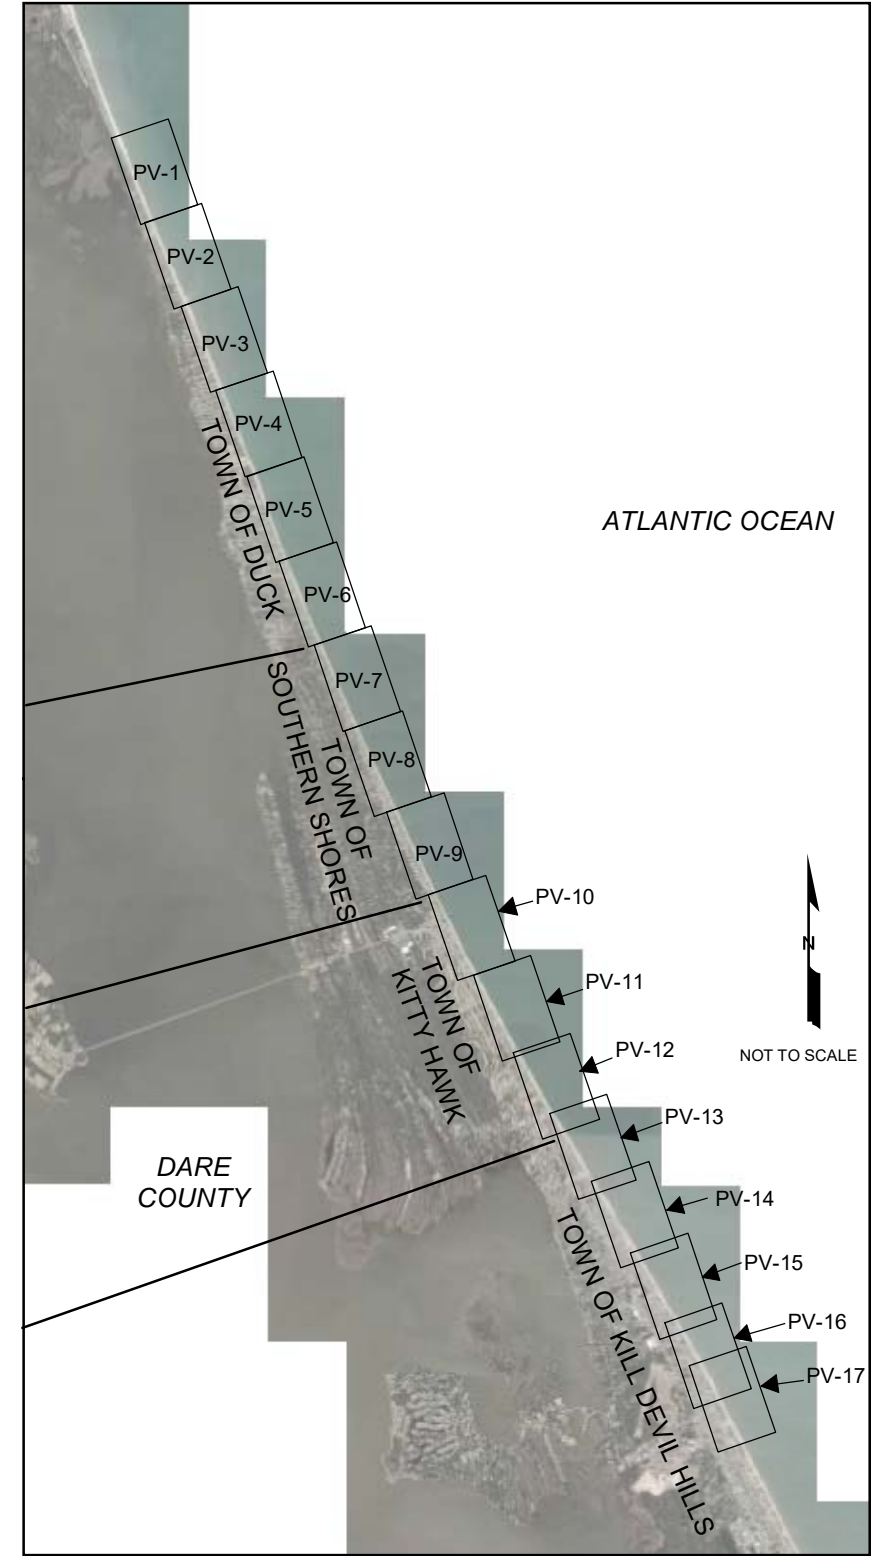 PV-1
PV-2
PV-3
PV-4
TOWN OF DUCK
PV-5
ATLANTIC OCEAN
PV-6
PV-7
TOWN OF
SOUTHERN SHORES
PV-8
PV-9
PV-10
N
NOT TO SCALE
TOWN OF
KITTY HAWK
PV-11
PV-12
PV-13
DARE
COUNTY
PV-14
TOWN OF KILL DEVIL HILLS
PV-15
PV-16
PV-17